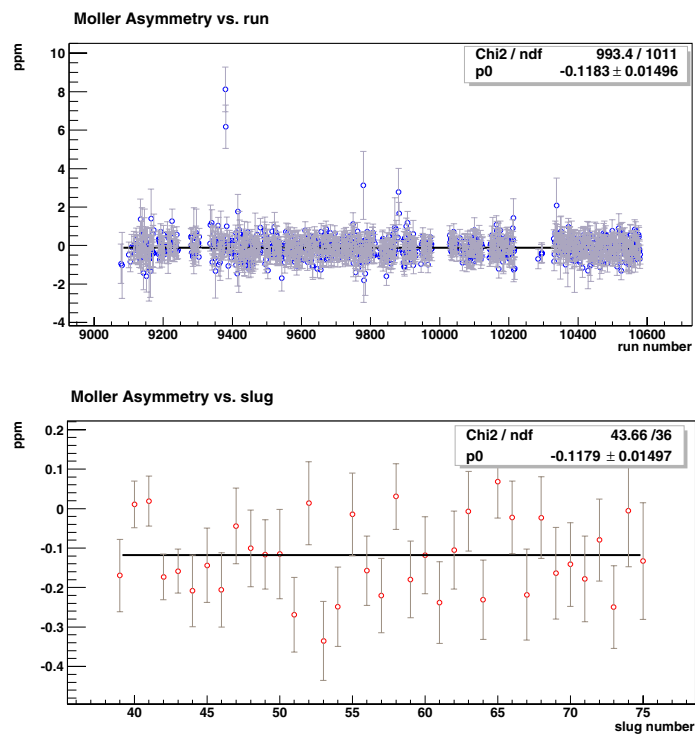 Moller Asymmetry vs. run
ppm
Chi2 / ndf 993.4 / 1011
p0 -0.1183 ± 0.01496
10
8
6
4
2
0
-2
-4
9000 9200 9400 9600 9800 10000 10200 10400 10600
run number
Moller Asymmetry vs. slug
ppm
Chi2 / ndf 43.66 /36
p0 -0.1179 ± 0.01497
0.2
0.1
0
-0.1
-0.2
-0.3
-0.4
40 45 50 55 60 65 70 75
slug number